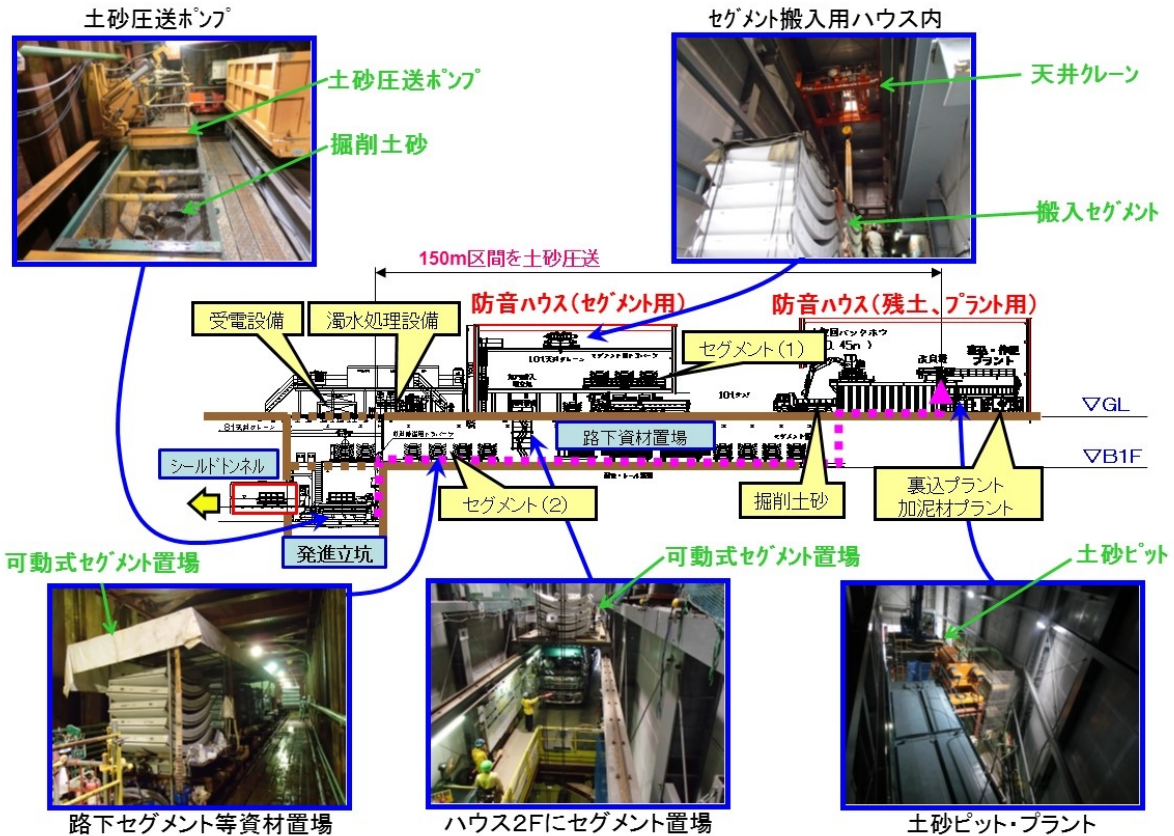 土砂圧送ポンプ
セグメント搬入用ハウス内
土砂圧送ポンプ
掘削土砂
天井クレーン
搬入セグメント
150m区間を土砂圧送
防音ハウス(セグメント用)
防音ハウス(残土、プラント用)
受電設備
濁水処理設備
セグメント(1)
プラント
10tダンプ
▽GL
路下資材置場
▽B1F
シールドトンネル
セグメント(2)
掘削土砂
裏込プラント
加泥材プラント
発進立坑
可動式セグメント置場
可動式セグメント置場
土砂ピット
路下セグメント等資材置場
ハウス2Fにセグメント置場
土砂ピット・プラント